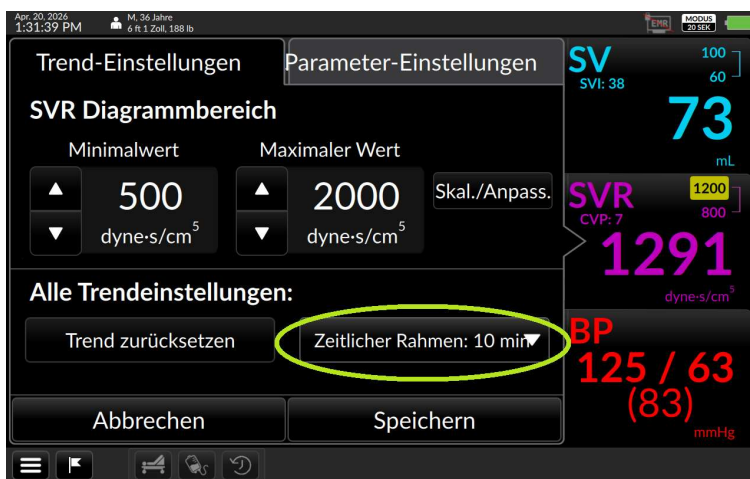 Apr. 20, 2026
1:31:39 PM
M, 36 Jahre
6 ft 1 Zoll, 188 lb
EMR
MODUS
20 SEK
Trend-Einstellungen
Parameter-Einstellungen
SVR Diagrammbereich
Minimalwert
Maximaler Wert
500
dyne·s/cm⁵
2000
dyne·s/cm⁵
Skal./Anpass.
Alle Trendeinstellungen:
Trend zurücksetzen
Zeitlicher Rahmen: 10 min
Abbrechen
Speichern
SV
SVI: 38
100
60
73
mL
SVR
CVP: 7
1200
800
1291
dyne·s/cm⁵
BP
125 / 63
(83)
mmHg